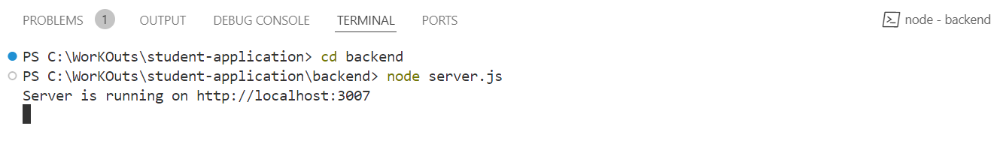 PROBLEMS 1 OUTPUT DEBUG CONSOLE TERMINAL PORTS node - backend
PS C:\WorKOuts\student-application> cd backend
PS C:\WorKOuts\student-application\backend> node server.js
Server is running on http://localhost:3007